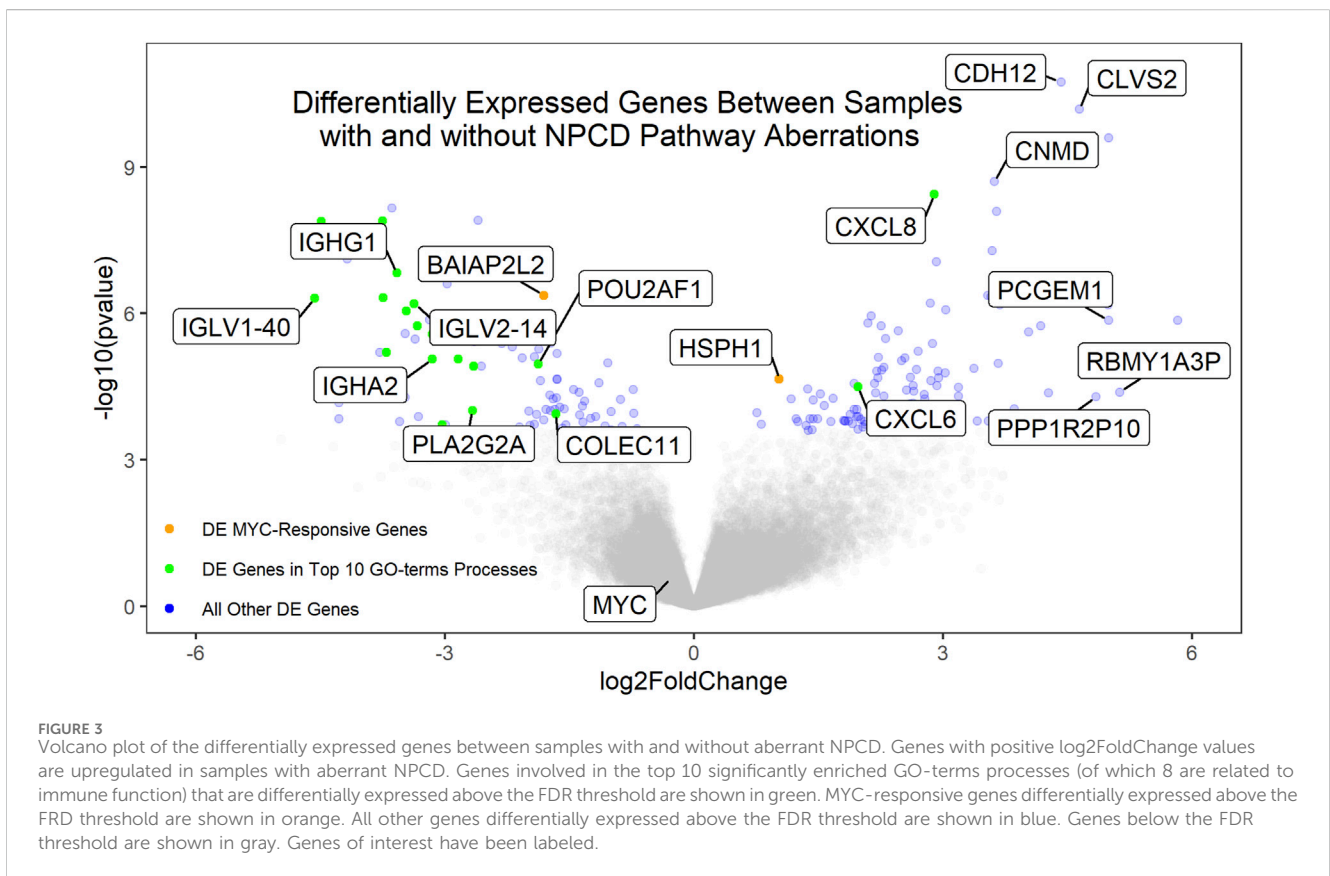 Differentially Expressed Genes Between Samples
with and without NPCD Pathway Aberrations
CDH12
CLVS2
CNMD
CXCL8
IGHG1
BAIAP2L2
POU2AF1
PCGEM1
IGLV1-40
IGLV2-14
HSPH1
RBMY1A3P
IGHA2
CXCL6
PPP1R2P10
PLA2G2A
COLEC11
MYC
DE MYC-Responsive Genes
DE Genes in Top 10 GO-terms Processes
All Other DE Genes
-log10(pvalue)
9
6
3
0
-6
-3
0
3
6
log2FoldChange
FIGURE 3
Volcano plot of the differentially expressed genes between samples with and without aberrant NPCD. Genes with positive log2FoldChange values
are upregulated in samples with aberrant NPCD. Genes involved in the top 10 significantly enriched GO-terms processes (of which 8 are related to
immune function) that are differentially expressed above the FDR threshold are shown in green. MYC-responsive genes differentially expressed above the
FRD threshold are shown in orange. All other genes differentially expressed above the FDR threshold are shown in blue. Genes below the FDR
threshold are shown in gray. Genes of interest have been labeled.